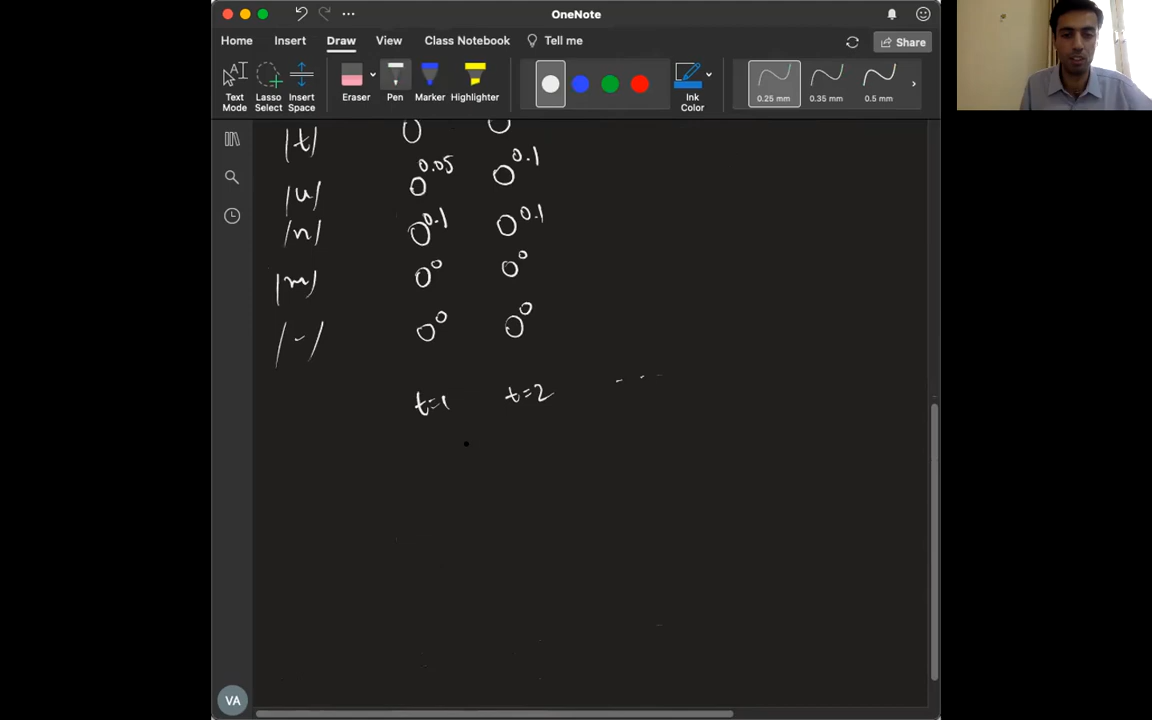 OneNote
Home Insert Draw View Class Notebook Tell me Share
Text Mode
Lasso Select
Insert Space
Eraser
Pen
Marker
Highlighter
Ink Color
0.25 mm
0.35 mm
0.5 mm
/t/ 0 0
/u/ 0 0.05 0 0.1
/n/ 0 0.1 0 0.1
/m/ 0 0 0 0
/-/ 0 0 0 0
t=1 t=2 ----
VA